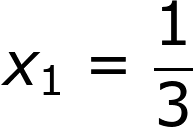 x₁ = 1/3